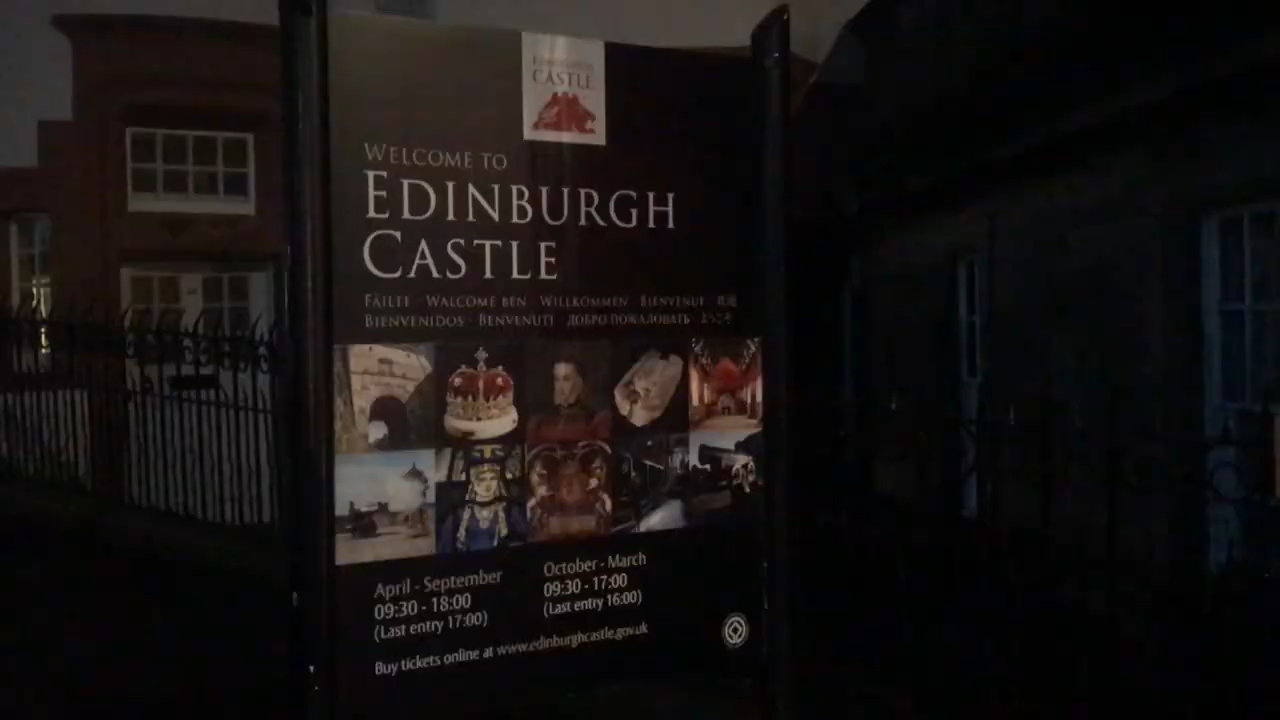 CASTLE
WELCOME TO
EDINBURGH
CASTLE
FÀILTE · WALCOME BEN · WILLKOMMEN · BIENVENUE
BIENVENIDOS · BENVENUTI · ДОБРО ПОЖАЛОВАТЬ
April - September
09:30 - 18:00
(Last entry 17:00)
October - March
09:30 - 17:00
(Last entry 16:00)
Buy tickets online at www.edinburghcastle.gov.uk